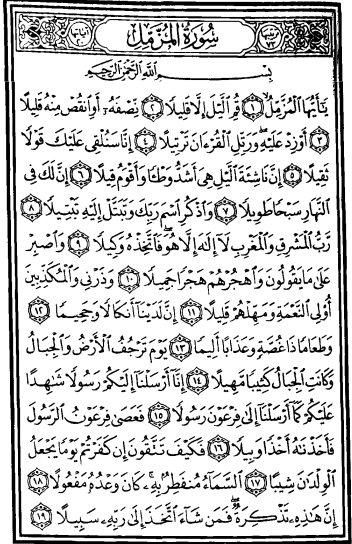 سُورَةُ المُزَّمِّلِ
بِسْمِ اللَّهِ الرَّحْمَٰنِ الرَّحِيمِ
يَٰٓأَيُّهَا ٱلْمُزَّمِّلُ ١ قُمِ ٱلَّيْلَ إِلَّا قَلِيلًا ٢ نِّصْفَهُۥٓ أَوِ ٱنقُصْ مِنْهُ قَلِيلًا
٣ أَوْ زِدْ عَلَيْهِ وَرَتِّلِ ٱلْقُرْءَانَ تَرْتِيلًا ٤ إِنَّا سَنُلْقِى عَلَيْكَ قَوْلًا
ثَقِيلًا ٥ إِنَّ نَاشِئَةَ ٱلَّيْلِ هِىَ أَشَدُّ وَطْـًٔا وَأَقْوَمُ قِيلًا ٦ إِنَّ لَكَ فِى
ٱلنَّهَارِ سَبْحًا طَوِيلًا ٧ وَٱذْكُرِ ٱسْمَ رَبِّكَ وَتَبَتَّلْ إِلَيْهِ تَبْتِيلًا ٨
رَّبُّ ٱلْمَشْرِقِ وَٱلْمَغْرِبِ لَآ إِلَٰهَ إِلَّا هُوَ فَٱتَّخِذْهُ وَكِيلًا ٩ وَٱصْبِرْ
عَلَىٰ مَا يَقُولُونَ وَٱهْجُرْهُمْ هَجْرًا جَمِيلًا ١٠ وَذَرْنِى وَٱلْمُكَذِّبِينَ
أُو۟لِى ٱلنَّعْمَةِ وَمَهِّلْهُمْ قَلِيلًا ١١ إِنَّ لَدَيْنَآ أَنكَالًا وَجَحِيمًا ١٢
وَطَعَامًا ذَا غُصَّةٍ وَعَذَابًا أَلِيمًا ١٣ يَوْمَ تَرْجُفُ ٱلْأَرْضُ وَٱلْجِبَالُ
وَكَانَتِ ٱلْجِبَالُ كَثِيبًا مَّهِيلًا ١٤ إِنَّآ أَرْسَلْنَآ إِلَيْكُمْ رَسُولًا شَٰهِدًا
عَلَيْكُمْ كَمَآ أَرْسَلْنَآ إِلَىٰ فِرْعَوْنَ رَسُولًا ١٥ فَعَصَىٰ فِرْعَوْنُ ٱلرَّسُولَ
فَأَخَذْنَٰهُ أَخْذًا وَبِيلًا ١٦ فَكَيْفَ تَتَّقُونَ إِن كَفَرْتُمْ يَوْمًا يَجْعَلُ
ٱلْوِلْدَٰنَ شِيبًا ١٧ ٱلسَّمَآءُ مُنفَطِرٌۢ بِهِۦ كَانَ وَعْدُهُۥ مَفْعُولًا ١٨
إِنَّ هَٰذِهِۦ تَذْكِرَةٌ فَمَن شَآءَ ٱتَّخَذَ إِلَىٰ رَبِّهِۦ سَبِيلًا ١٩